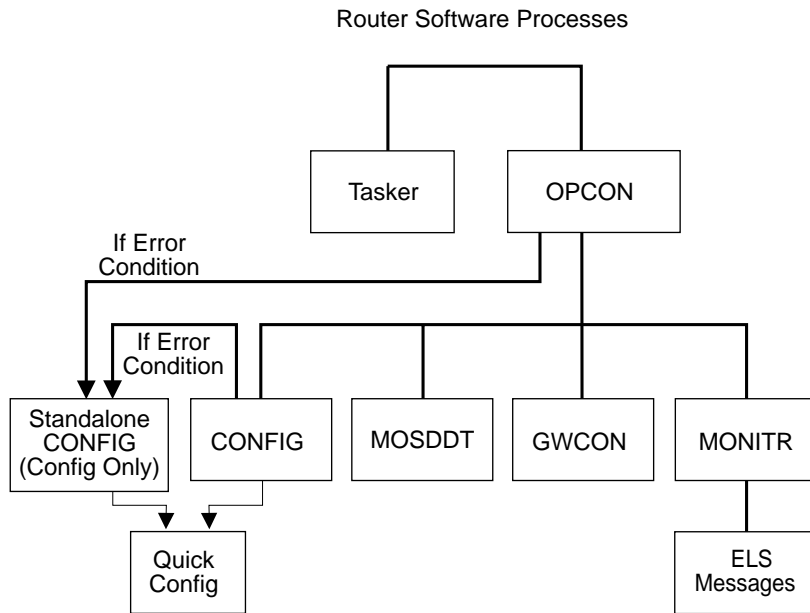 Router Software Processes
Tasker
OPCON
If Error
Condition
If Error
Condition
Standalone
CONFIG
(Config Only)
CONFIG
MOSDDT
GWCON
MONITR
Quick
Config
ELS
Messages